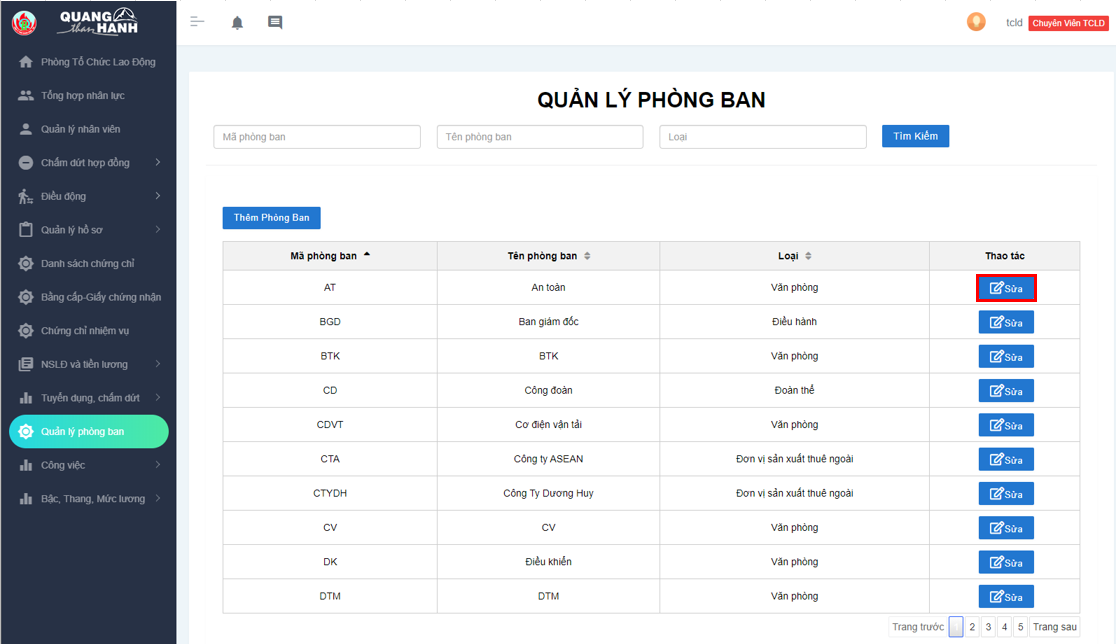 QUANG
than HANH
tcld Chuyên Viên TCLD
Phòng Tổ Chức Lao Động
Tổng hợp nhân lực
Quản lý nhân viên
Chấm dứt hợp đồng
Điều động
Quản lý hồ sơ
Danh sách chứng chỉ
Bằng cấp-Giấy chứng nhận
Chứng chỉ nhiệm vụ
NSLĐ và tiền lương
Tuyển dụng, chấm dứt
Quản lý phòng ban
Công việc
Bậc, Thang, Mức lương
QUẢN LÝ PHÒNG BAN
Mã phòng ban Tên phòng ban Loại Tìm Kiếm
Thêm Phòng Ban
Mã phòng ban Tên phòng ban Loại Thao tác
AT An toàn Văn phòng Sửa
BGD Ban giám đốc Điều hành Sửa
BTK BTK Văn phòng Sửa
CD Công đoàn Đoàn thể Sửa
CDVT Cơ điện vận tải Văn phòng Sửa
CTA Công ty ASEAN Đơn vị sản xuất thuê ngoài Sửa
CTYDH Công Ty Dương Huy Đơn vị sản xuất thuê ngoài Sửa
CV CV Văn phòng Sửa
DK Điều khiển Văn phòng Sửa
DTM DTM Văn phòng Sửa
Trang trước 1 2 3 4 5 Trang sau